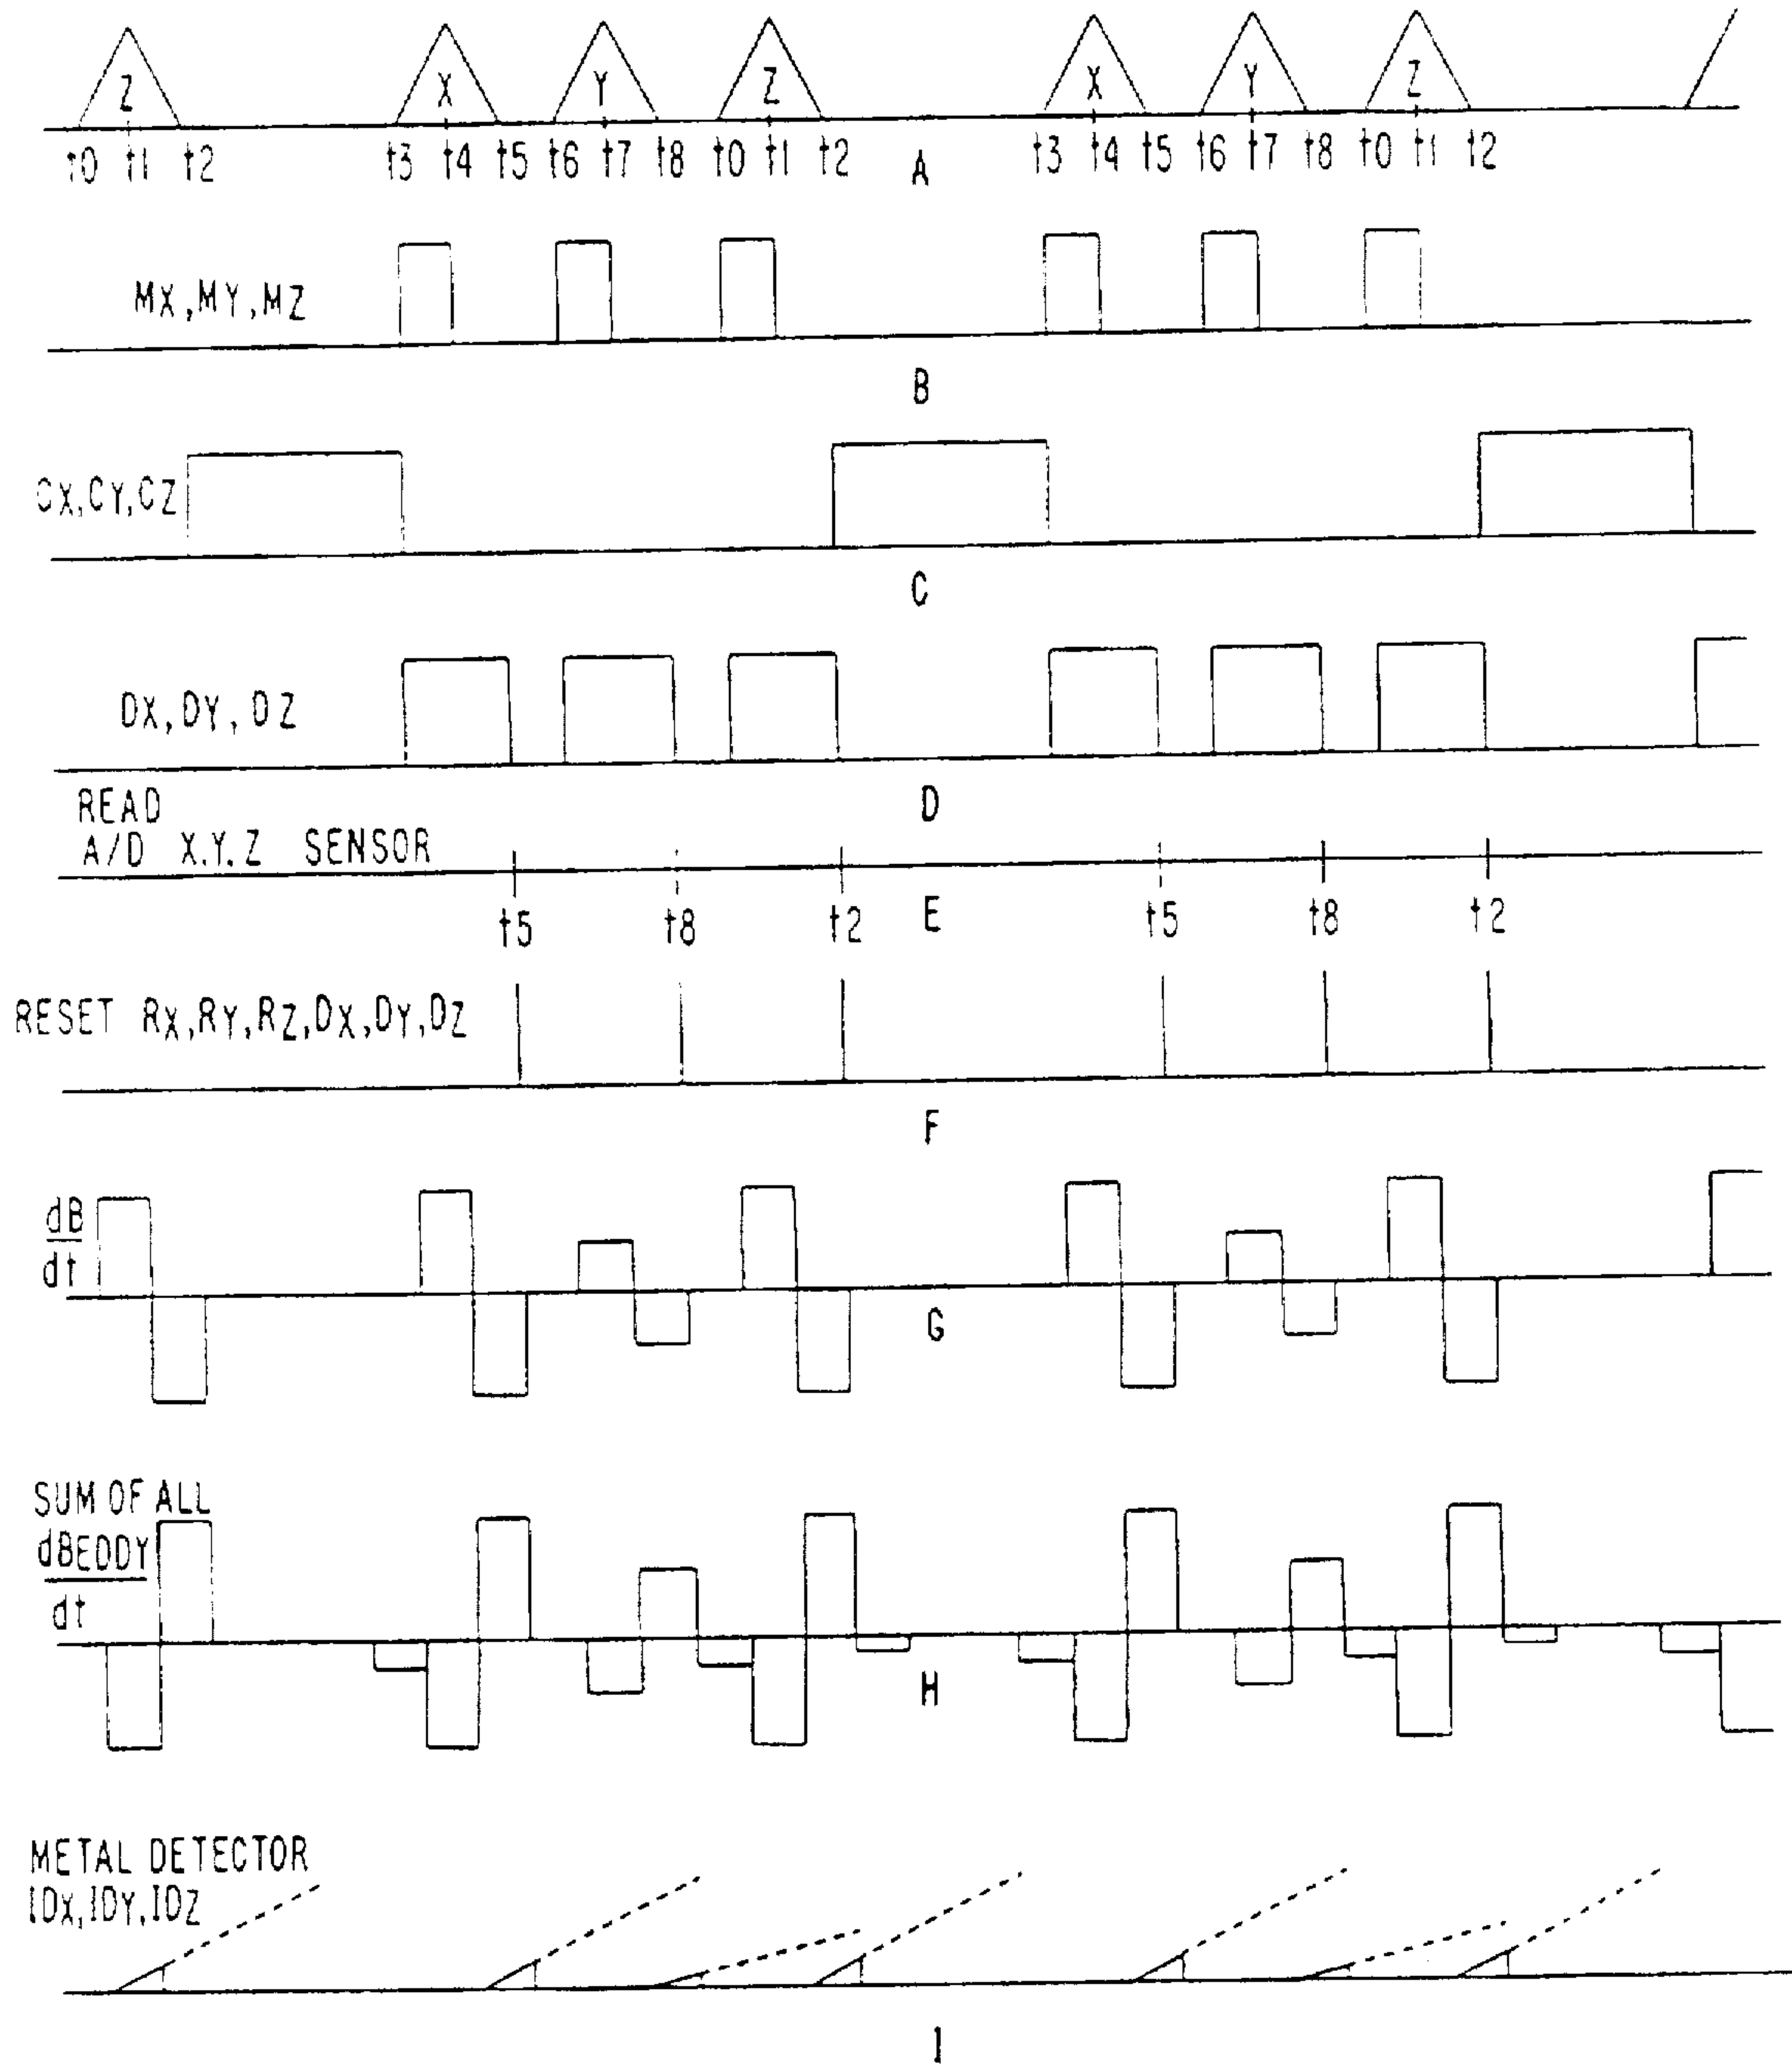 Z X Y Z X Y Z
t0 t1 t2 t3 t4 t5 t6 t7 t8 t0 t1 t2 t3 t4 t5 t6 t7 t8 t0 t1 t2
A
MX,MY,MZ
B
CX,CY,CZ
C
DX,DY,DZ
D
READ
A/D X.Y.Z SENSOR
t5 t8 t2 t5 t8 t2
E
RESET RX,RY,RZ,DX,DY,DZ
F
dB
dt
G
SUM OF ALL
dBEDDY
dt
H
METAL DETECTOR
IDX,IDY,IDZ
I